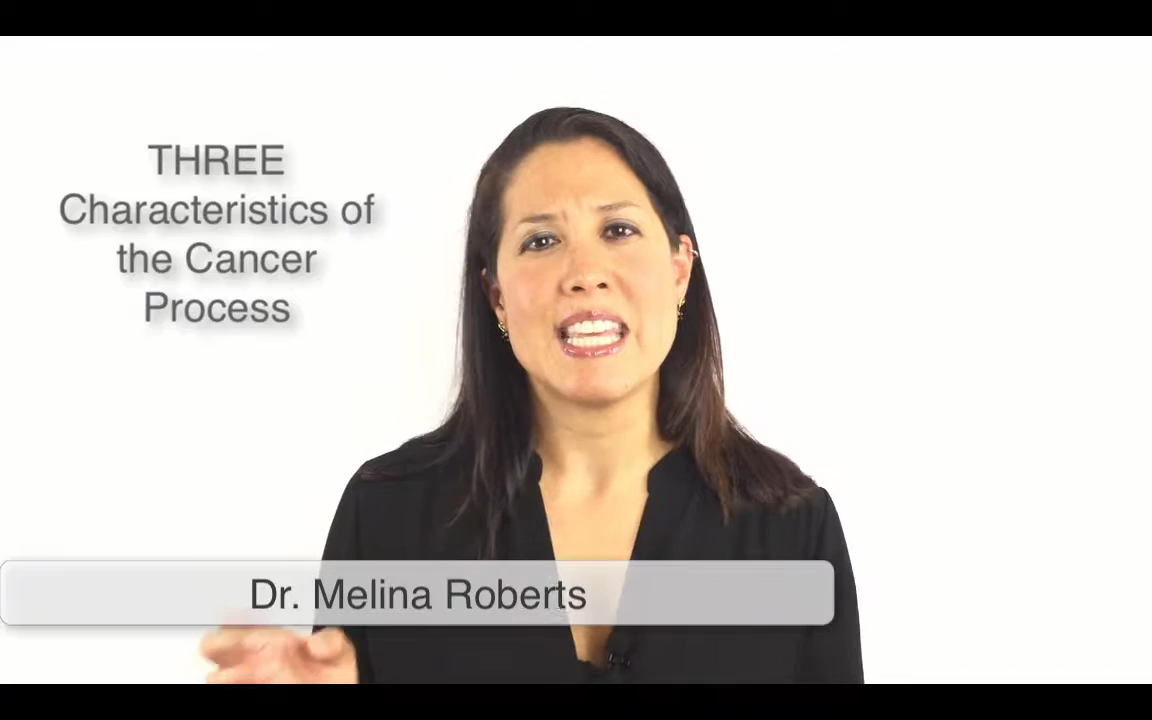 THREE
Characteristics of
the Cancer
Process
Dr. Melina Roberts